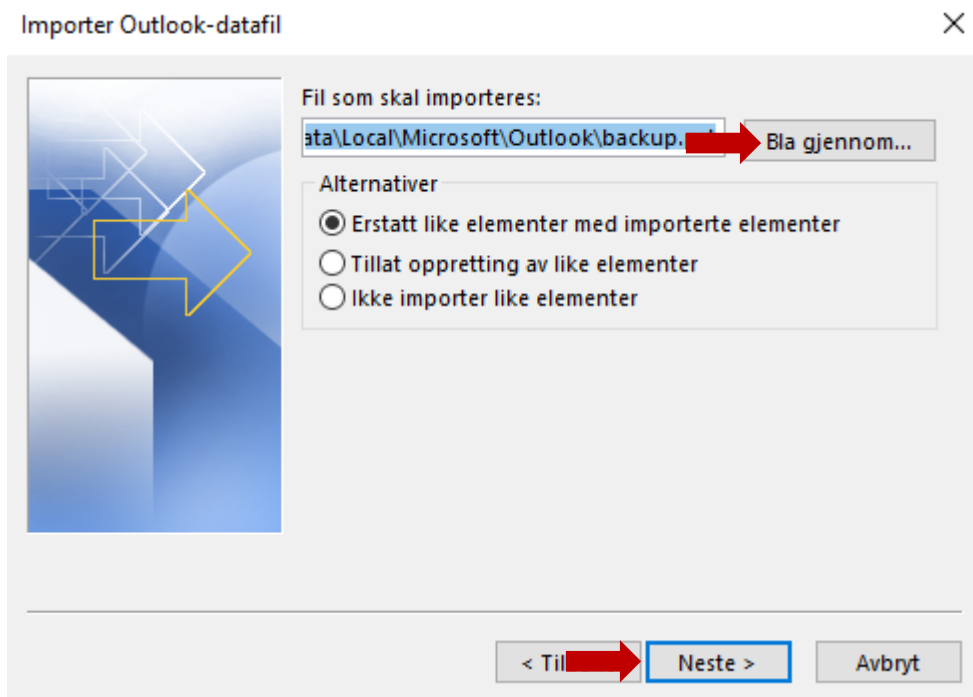 Importer Outlook-datafil
Fil som skal importeres:
ata\Local\Microsoft\Outlook\backup.
Bla gjennom...
Alternativer
Erstatt like elementer med importerte elementer
Tillat oppretting av like elementer
Ikke importer like elementer
< Til
Neste >
Avbryt